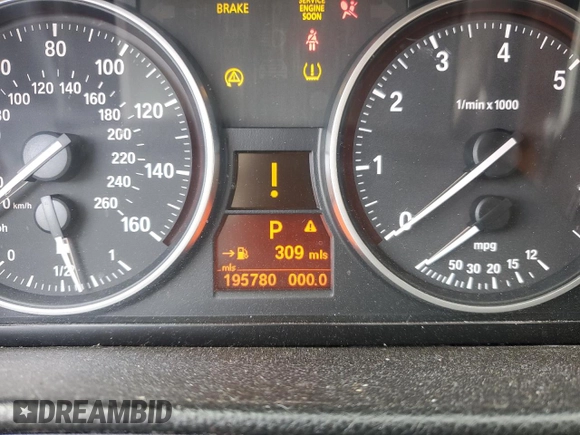 BRAKE
SERVICE ENGINE SOON
80 100 120 140 160
100 120 140 160 180 200 220 240 260
0 km/h
0 1/2 1
0 1 2 3 4 5
1/min x 1000
mpg
50 30 20 15 12
!
P
309 mls
mls
195780 000.0
DREAMBID